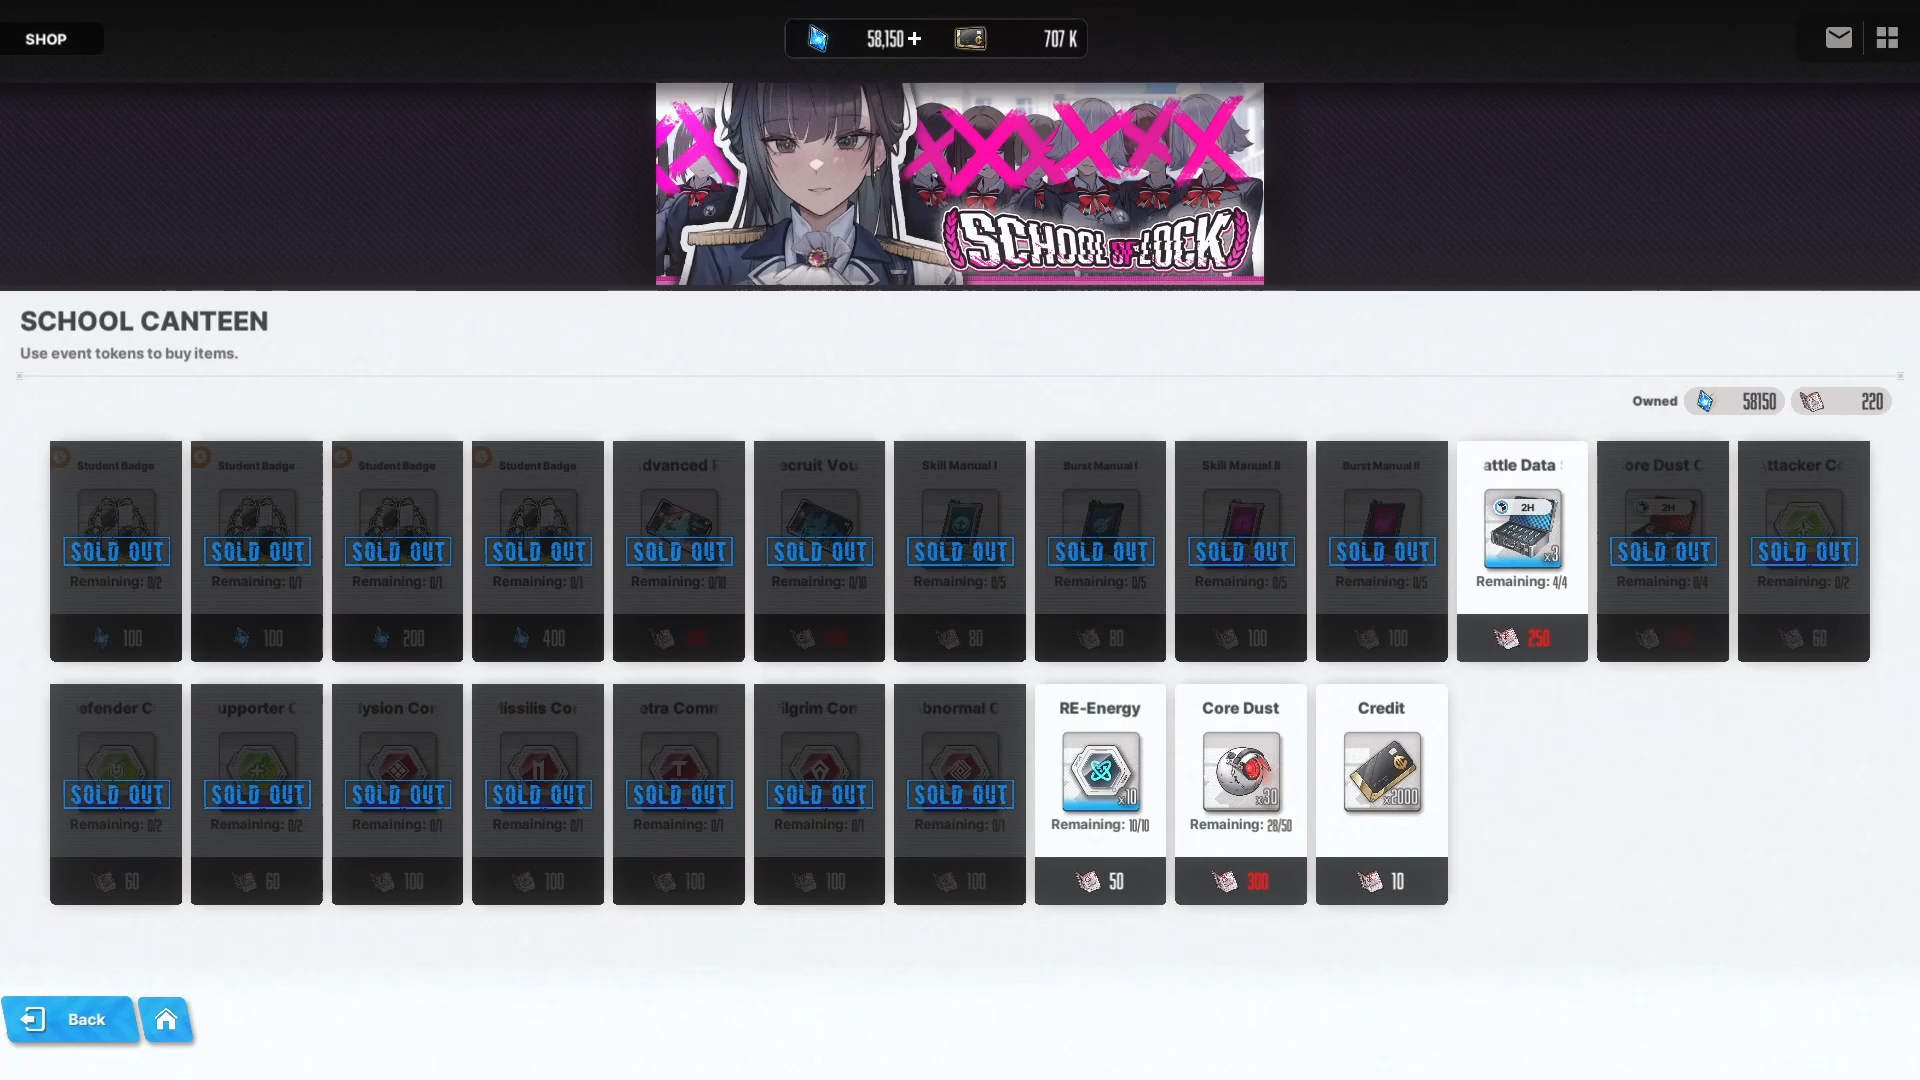 SHOP
58,150
707 K
SCHOOL OF LOCK
SCHOOL CANTEEN
Use event tokens to buy items.
Owned
58150
220
Student Badge
SOLD OUT
Remaining: 0/2
100
Student Badge
SOLD OUT
Remaining: 0/1
100
Student Badge
SOLD OUT
Remaining: 0/1
200
Student Badge
SOLD OUT
Remaining: 0/1
400
dvanced
SOLD OUT
Remaining: 0/10
ecruit Vou
SOLD OUT
Remaining: 0/10
Skill Manual I
SOLD OUT
Remaining: 0/5
80
Burst Manual I
SOLD OUT
Remaining: 0/5
80
Skill Manual II
SOLD OUT
Remaining: 0/5
100
Burst Manual II
SOLD OUT
Remaining: 0/5
100
attle Data
2H
x3
Remaining: 4/4
250
ore Dust C
2H
SOLD OUT
Remaining: 0/4
ttacker Co
SOLD OUT
Remaining: 0/2
60
efender C
SOLD OUT
Remaining: 0/2
60
upporter C
SOLD OUT
Remaining: 0/2
60
lysion Con
SOLD OUT
Remaining: 0/1
100
lissilis Co
SOLD OUT
Remaining: 0/1
100
etra Comm
SOLD OUT
Remaining: 0/1
100
ilgrim Con
SOLD OUT
Remaining: 0/1
100
bnormal C
SOLD OUT
Remaining: 0/1
100
RE-Energy
x10
Remaining: 10/10
50
Core Dust
x30
Remaining: 28/50
300
Credit
x2000
10
Back